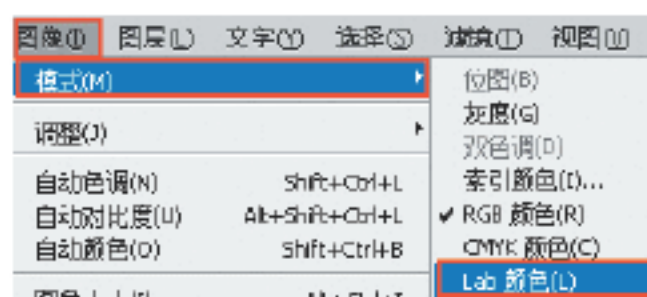 图像(I) 图层(L) 文字(Y) 选择(S) 滤镜(T) 视图(V)
模式(M)
调整(J)
自动色调(N) Shift+Ctrl+L
自动对比度(U) Alt+Shift+Ctrl+L
自动颜色(O) Shift+Ctrl+B
位图(B)
灰度(G)
双色调(D)
索引颜色(I)...
✓ RGB 颜色(R)
CMYK 颜色(C)
Lab 颜色(L)